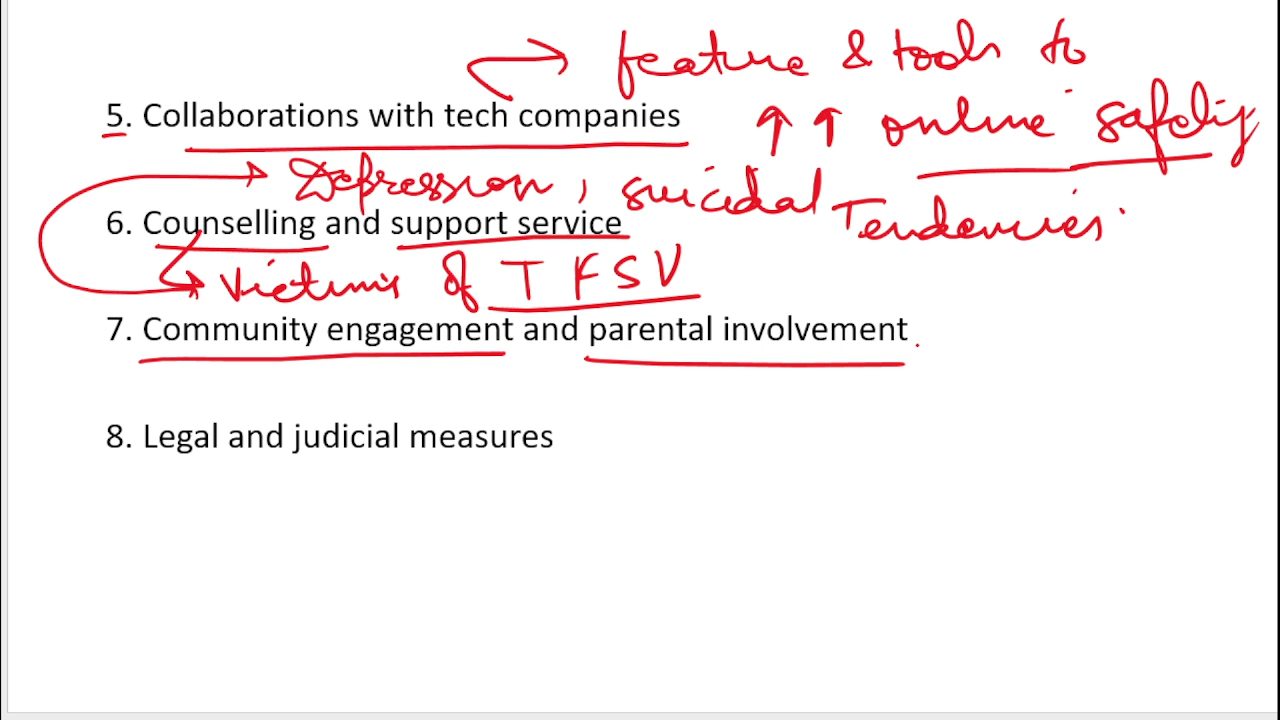 feature & tools to
5. Collaborations with tech companies
↑ ↑ online safety
Depression, suicidal Tendencies
6. Counselling and support service
Victims of TFSV
7. Community engagement and parental involvement
8. Legal and judicial measures